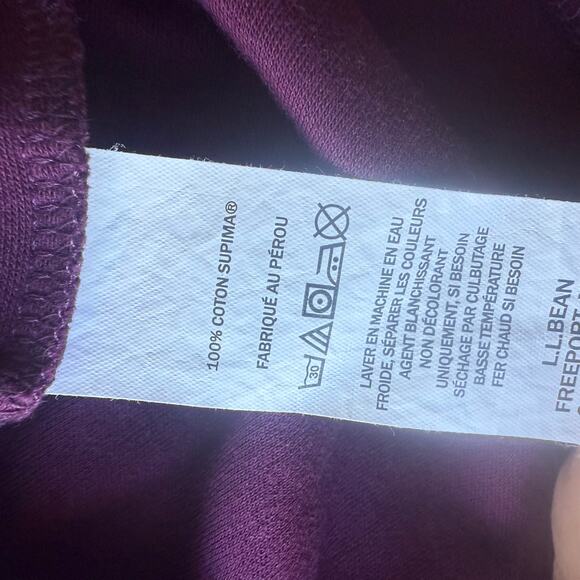 100% COTON SUPIMA®
FABRIQUÉ AU PÉROU
30
LAVER EN MACHINE EN EAU
FROIDE, SÉPARER LES COULEURS
AGENT BLANCHISSANT
NON DÉCOLORANT
UNIQUEMENT, SI BESOIN
SÉCHAGE PAR CULBUTAGE
BASSE TEMPÉRATURE
FER CHAUD SI BESOIN
L.L.BEAN
FREEPORT